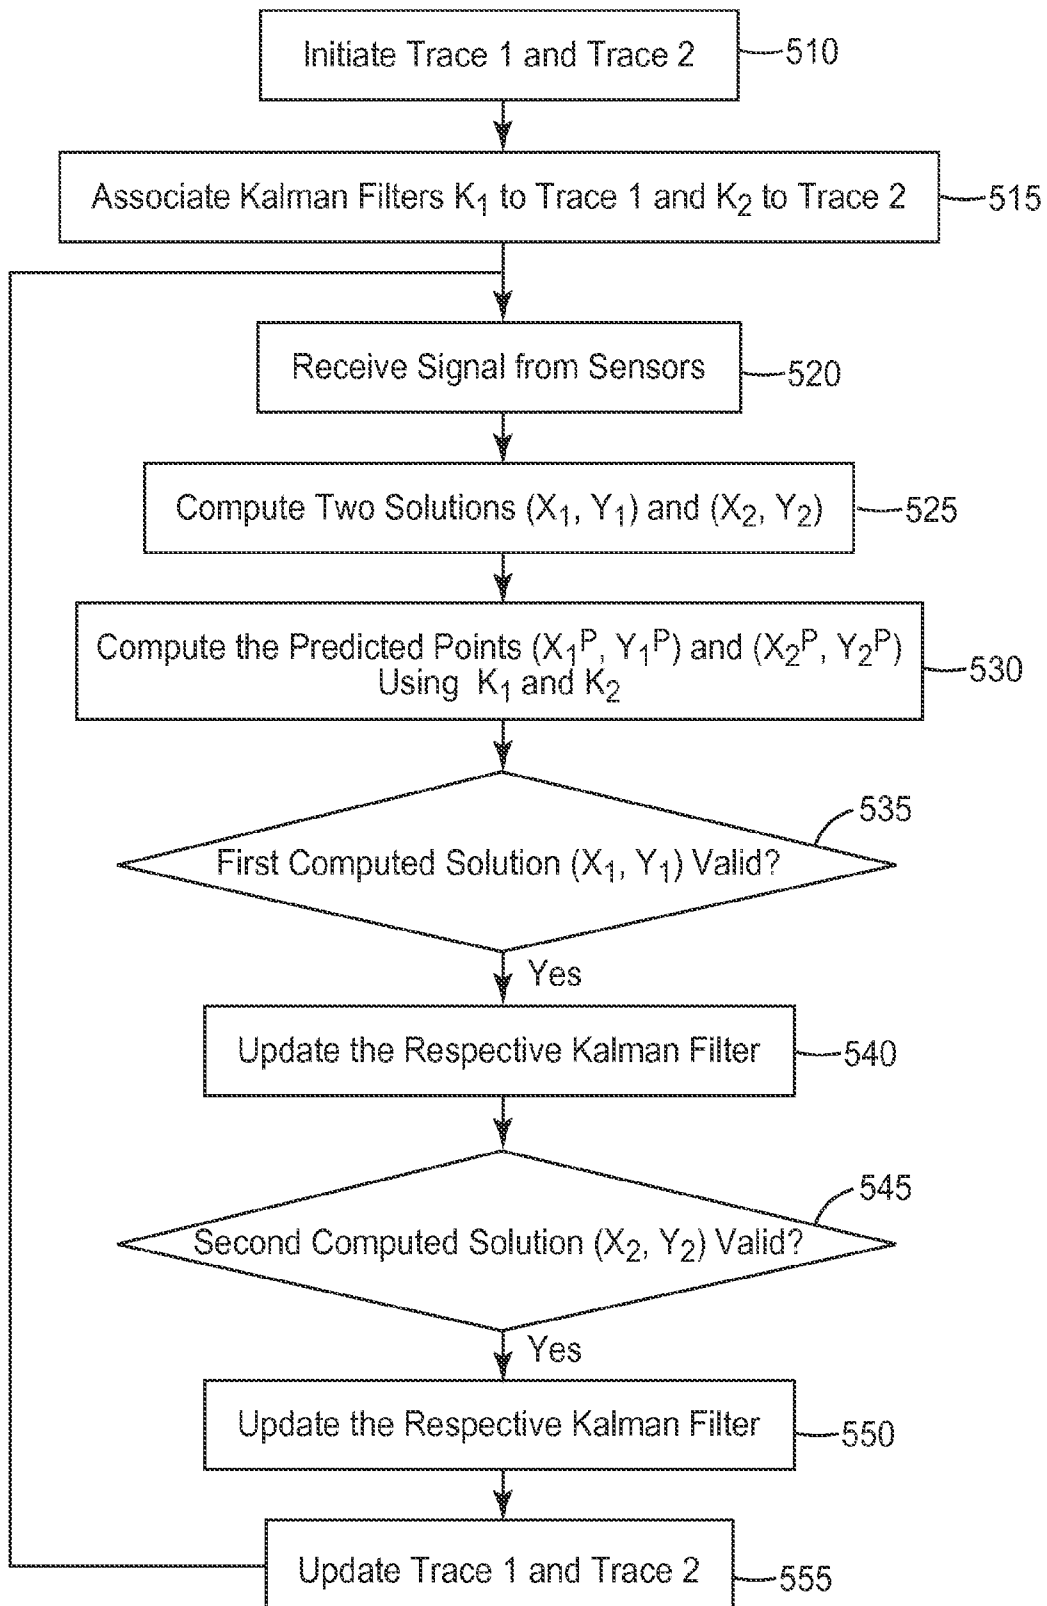 Initiate Trace 1 and Trace 2
510
Associate Kalman Filters K₁ to Trace 1 and K₂ to Trace 2
515
Receive Signal from Sensors
520
Compute Two Solutions (X₁, Y₁) and (X₂, Y₂)
525
Compute the Predicted Points (X₁ᴾ, Y₁ᴾ) and (X₂ᴾ, Y₂ᴾ)
Using K₁ and K₂
530
535
First Computed Solution (X₁, Y₁) Valid?
Yes
Update the Respective Kalman Filter
540
545
Second Computed Solution (X₂, Y₂) Valid?
Yes
Update the Respective Kalman Filter
550
Update Trace 1 and Trace 2
555